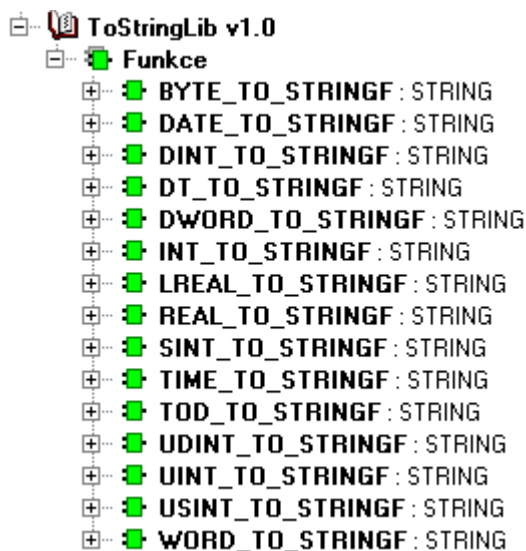 ToStringLib v1.0
Funkce
BYTE_TO_STRINGF : STRING
DATE_TO_STRINGF : STRING
DINT_TO_STRINGF : STRING
DT_TO_STRINGF : STRING
DWORD_TO_STRINGF : STRING
INT_TO_STRINGF : STRING
LREAL_TO_STRINGF : STRING
REAL_TO_STRINGF : STRING
SINT_TO_STRINGF : STRING
TIME_TO_STRINGF : STRING
TOD_TO_STRINGF : STRING
UDINT_TO_STRINGF : STRING
UINT_TO_STRINGF : STRING
USINT_TO_STRINGF : STRING
WORD_TO_STRINGF : STRING